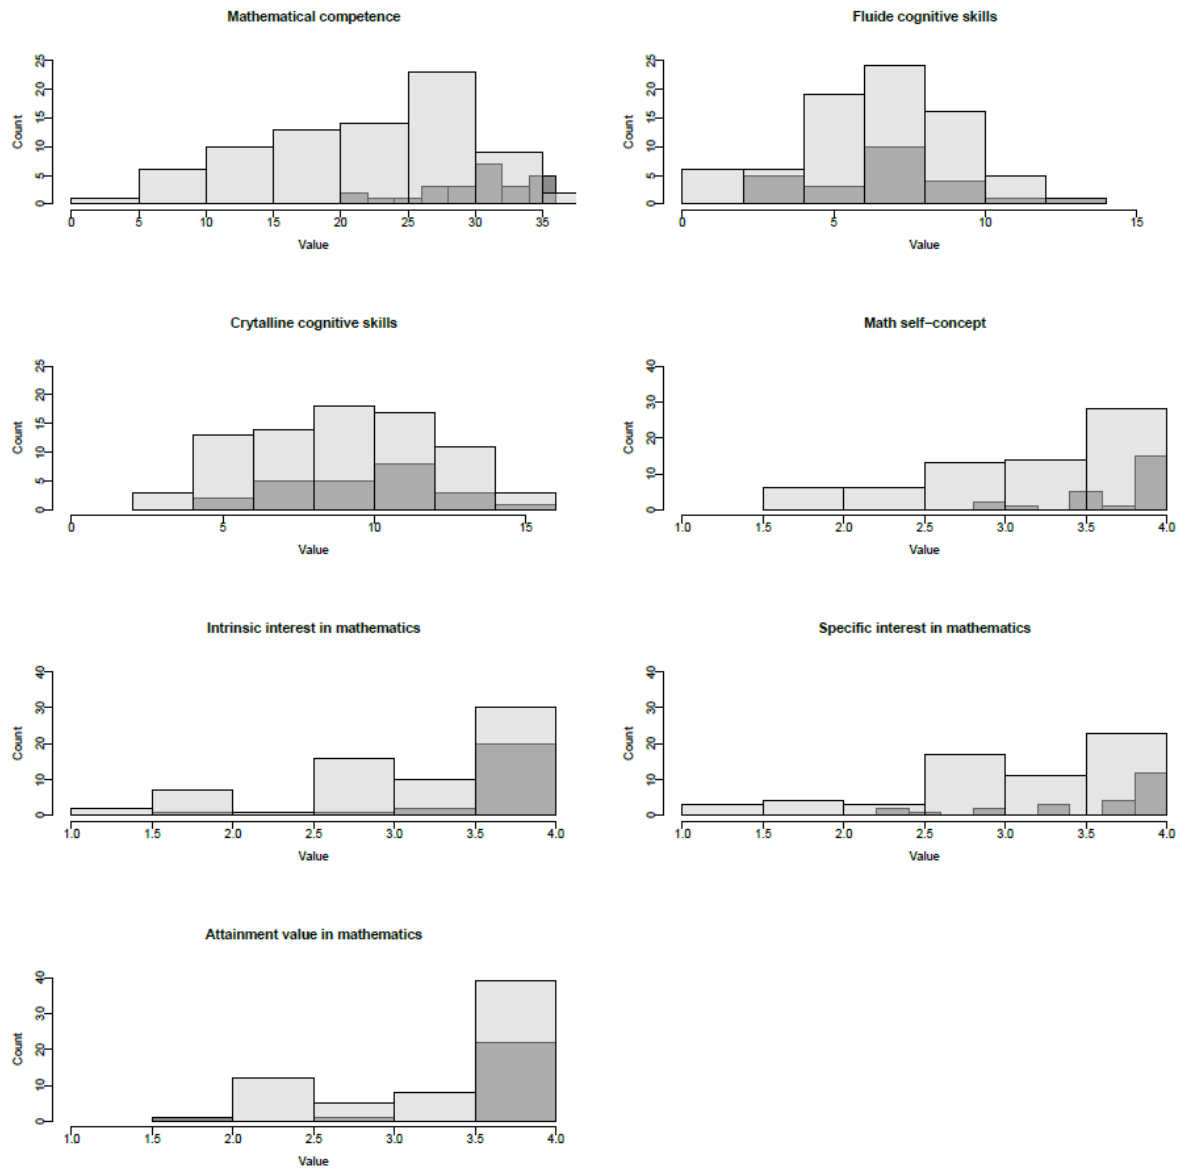 Mathematical competence
Count
0 5 10 15 20 25
0 5 10 15 20 25 30 35
Value
Fluide cognitive skills
Count
0 5 10 15 20 25
0 5 10 15
Value
Crytalline cognitive skills
Count
0 5 10 15 20 25
0 5 10 15
Value
Math self-concept
Count
0 10 20 30 40
1.0 1.5 2.0 2.5 3.0 3.5 4.0
Value
Intrinsic interest in mathematics
Count
0 10 20 30 40
1.0 1.5 2.0 2.5 3.0 3.5 4.0
Value
Specific interest in mathematics
Count
0 10 20 30 40
1.0 1.5 2.0 2.5 3.0 3.5 4.0
Value
Attainment value in mathematics
Count
0 10 20 30 40
1.0 1.5 2.0 2.5 3.0 3.5 4.0
Value